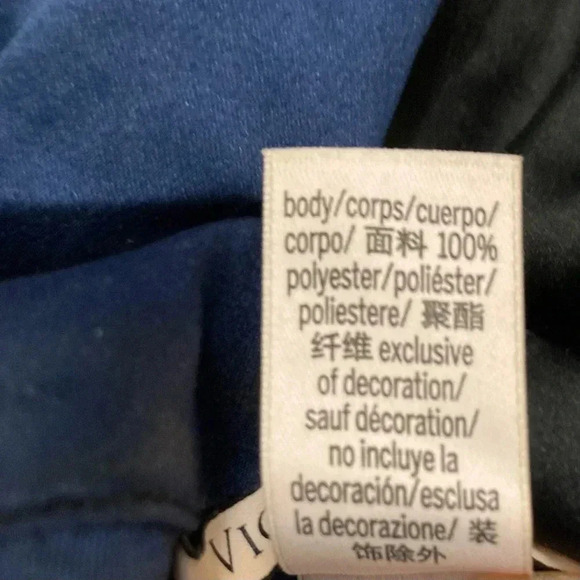 body/corps/cuerpo/
corpo/ 面料 100%
polyester/poliéster/
poliestere/ 聚酯
纤维 exclusive
of decoration/
sauf décoration/
no incluye la
decoración/esclusa
la decorazione/ 装
饰除外